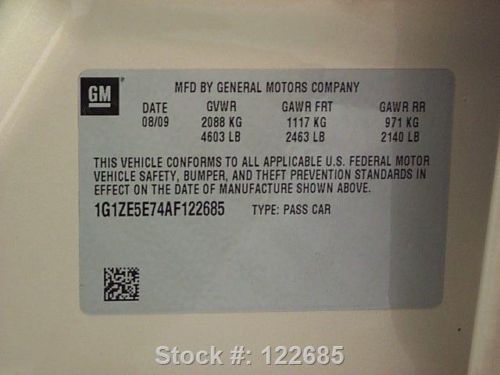 GM
MFD BY GENERAL MOTORS COMPANY
DATE GVWR GAWR FRT GAWR RR
08/09 2088 KG 1117 KG 971 KG
4603 LB 2463 LB 2140 LB
THIS VEHICLE CONFORMS TO ALL APPLICABLE U.S. FEDERAL MOTOR
VEHICLE SAFETY, BUMPER, AND THEFT PREVENTION STANDARDS IN
EFFECT ON THE DATE OF MANUFACTURE SHOWN ABOVE.
1G1ZE5E74AF122685 TYPE: PASS CAR
Stock #: 122685